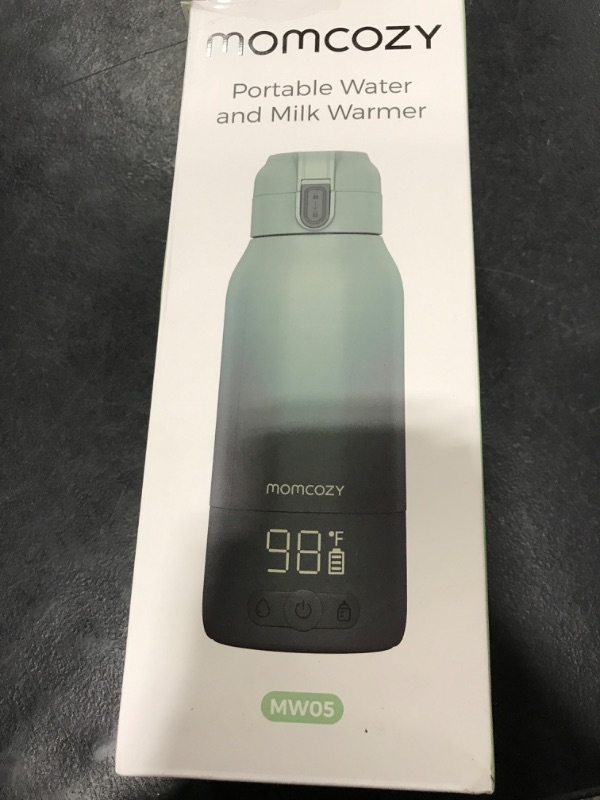 momcozy
Portable Water
and Milk Warmer
momcozy
98°F
MW05